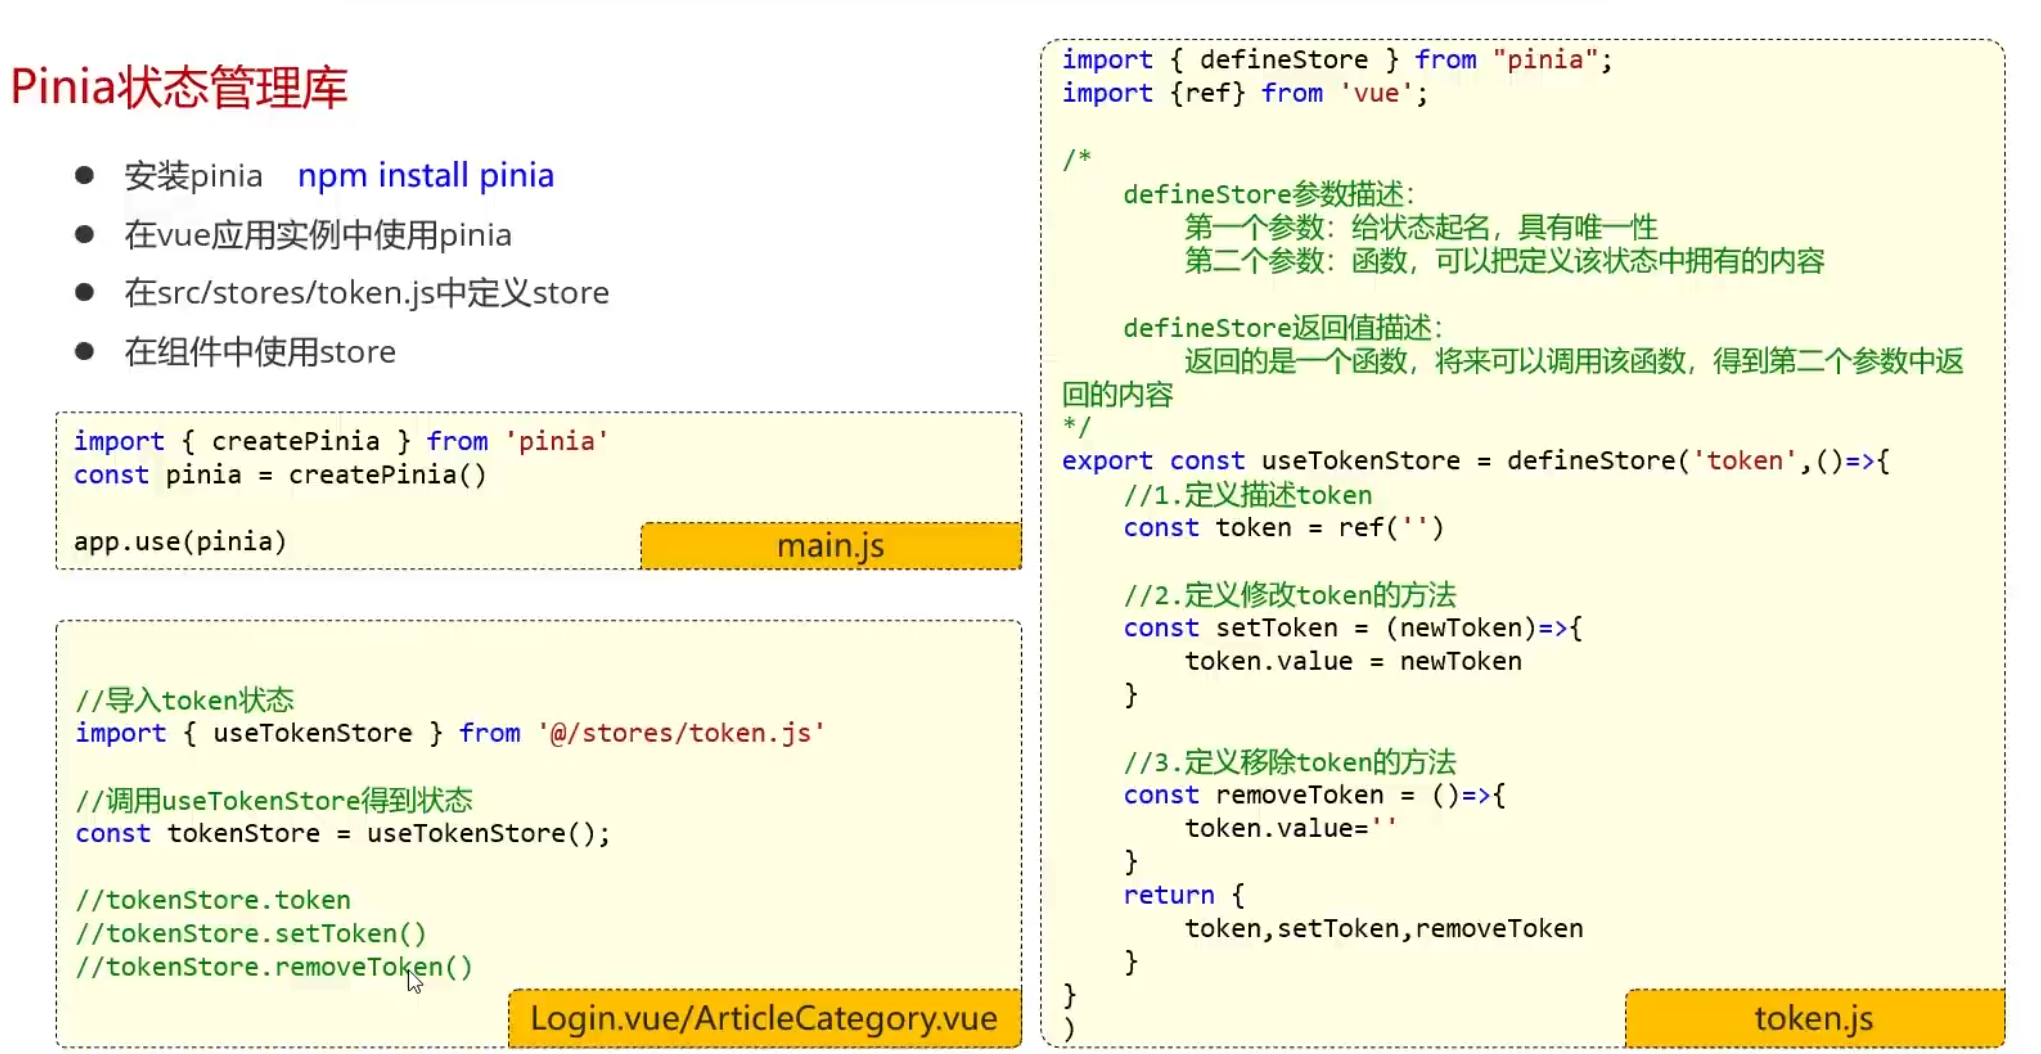 Pinia状态管理库
安装pinia npm install pinia
在vue应用实例中使用pinia
在src/stores/token.js中定义store
在组件中使用store
import { createPinia } from 'pinia'
const pinia = createPinia()
app.use(pinia)
main.js
//导入token状态
import { useTokenStore } from '@/stores/token.js'
//调用useTokenStore得到状态
const tokenStore = useTokenStore();
//tokenStore.token
//tokenStore.setToken()
//tokenStore.removeToken()
Login.vue/ArticleCategory.vue
import { defineStore } from "pinia";
import {ref} from 'vue';
/*
defineStore参数描述：
第一个参数：给状态起名，具有唯一性
第二个参数：函数，可以把定义该状态中拥有的内容
defineStore返回值描述：
返回的是一个函数，将来可以调用该函数，得到第二个参数中返
回的内容
*/
export const useTokenStore = defineStore('token',()=>{
//1.定义描述token
const token = ref('')
//2.定义修改token的方法
const setToken = (newToken)=>{
token.value = newToken
}
//3.定义移除token的方法
const removeToken = ()=>{
token.value=''
}
return {
token,setToken,removeToken
}
}
)
token.js